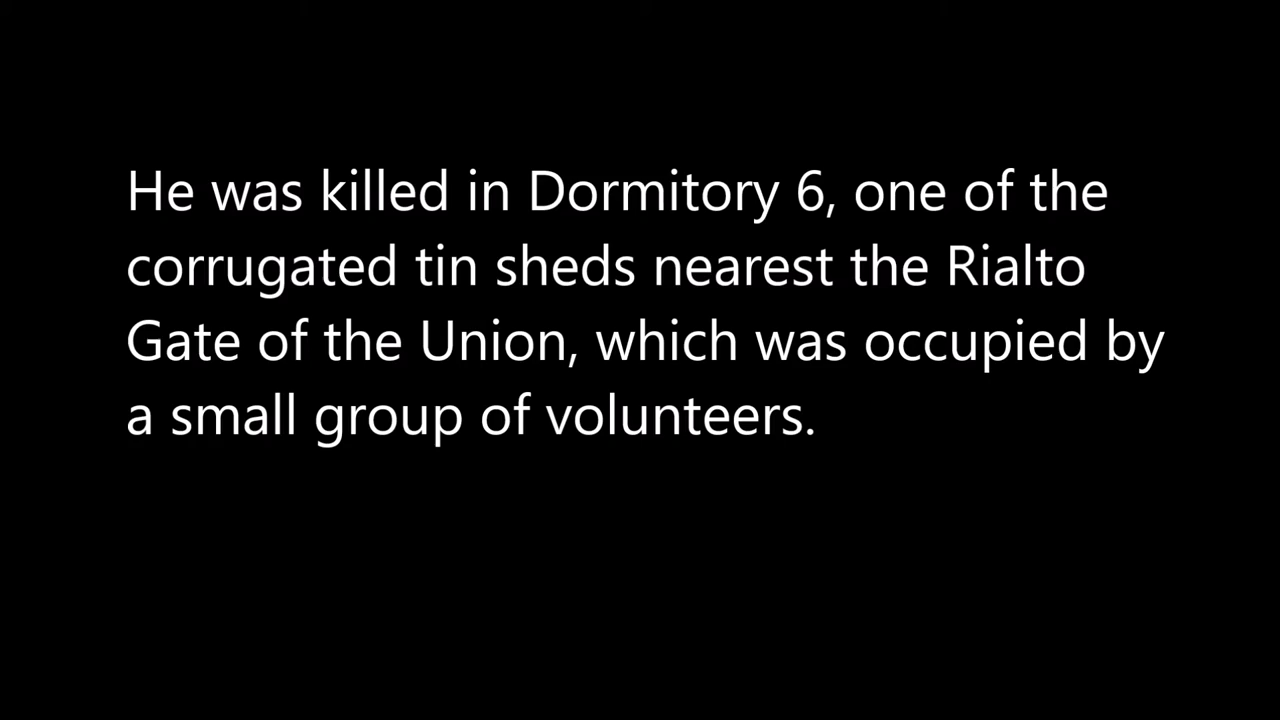 He was killed in Dormitory 6, one of the
corrugated tin sheds nearest the Rialto
Gate of the Union, which was occupied by
a small group of volunteers.